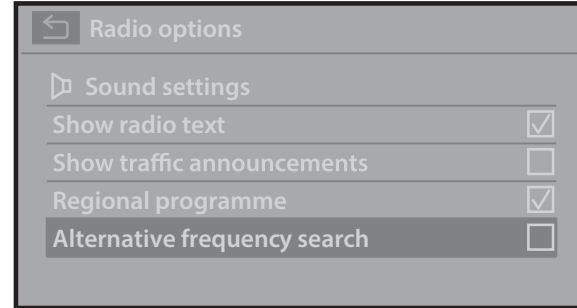 Radio options
Sound settings
Show radio text
Show traffic announcements
Regional programme
Alternative frequency search